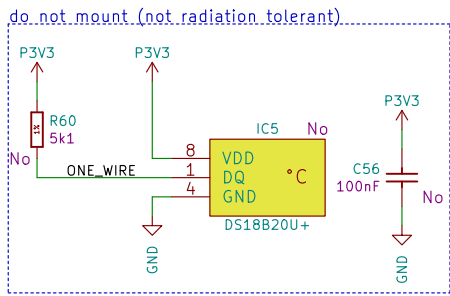 do not mount (not radiation tolerant)
P3V3
P3V3
R60
1%
5k1
No
ONE_WIRE
IC5
No
8
VDD
1
DQ
4
GND
°C
DS18B20U+
GND
P3V3
C56
100nF
No
GND